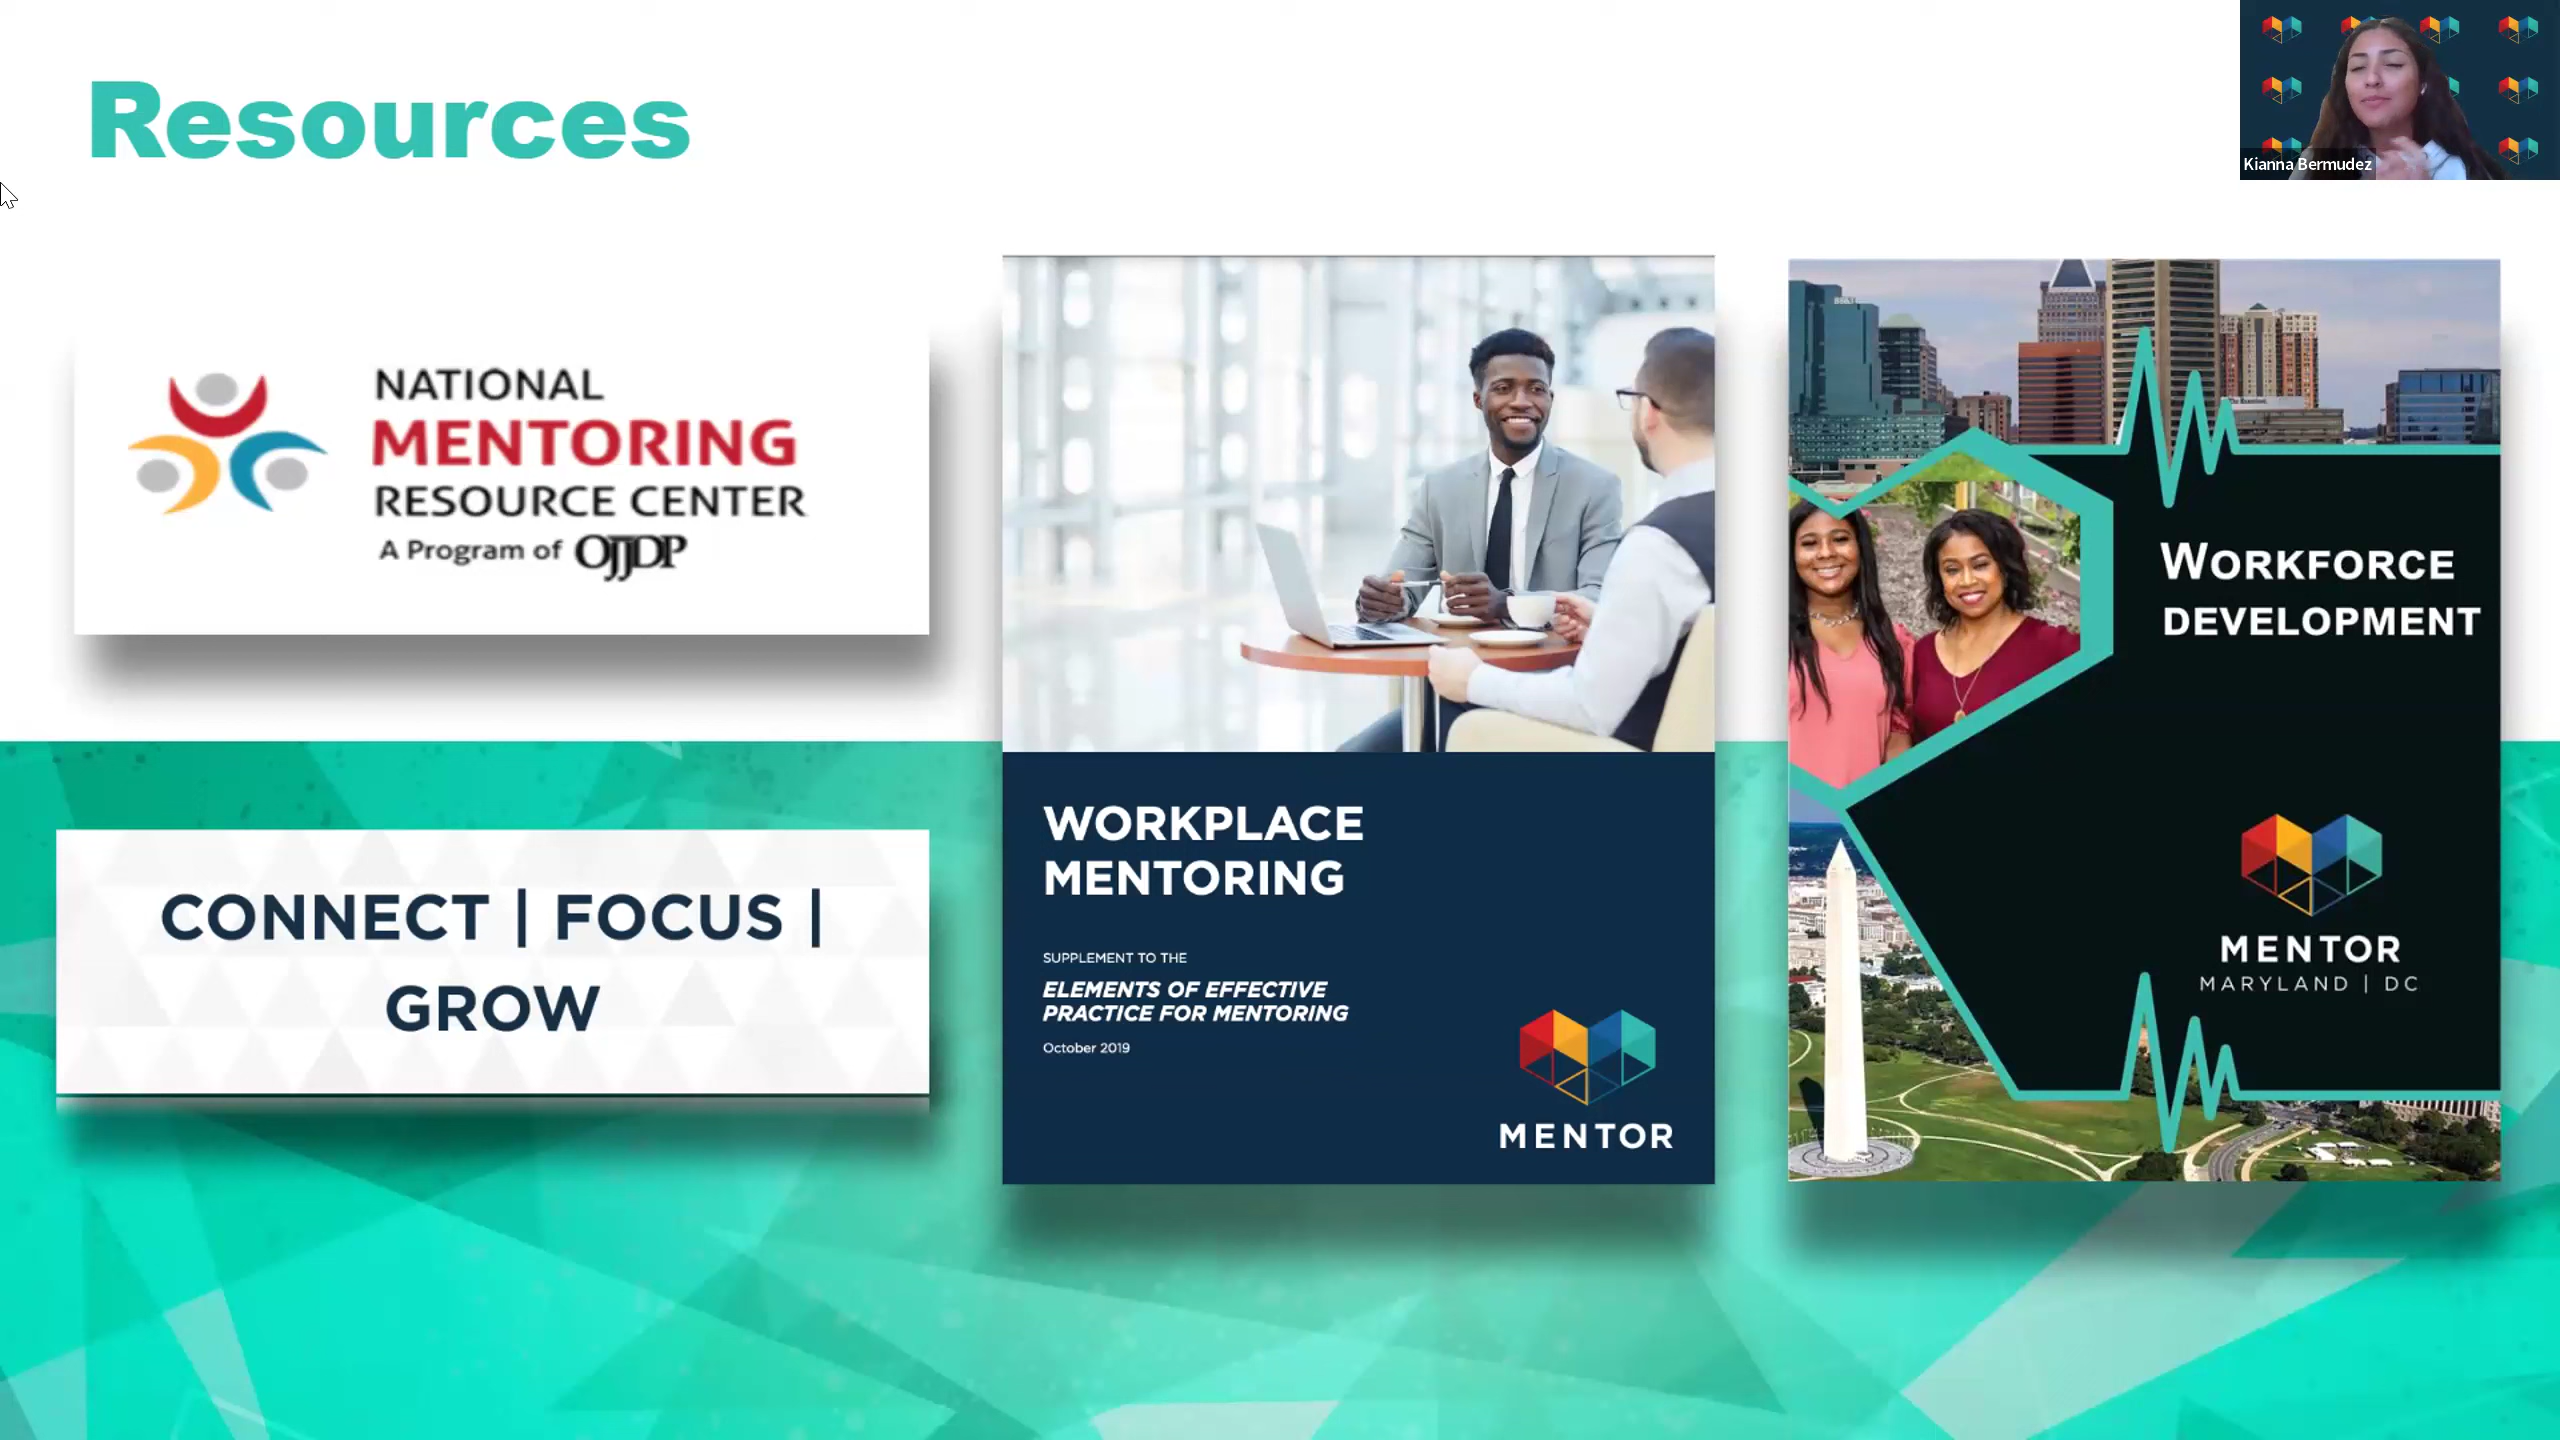 Resources
Kianna Bermudez
NATIONAL
MENTORING
RESOURCE CENTER
A Program of OJJDP
CONNECT | FOCUS |
GROW
WORKPLACE
MENTORING
SUPPLEMENT TO THE
ELEMENTS OF EFFECTIVE
PRACTICE FOR MENTORING
October 2019
MENTOR
WORKFORCE
DEVELOPMENT
MENTOR
MARYLAND | DC